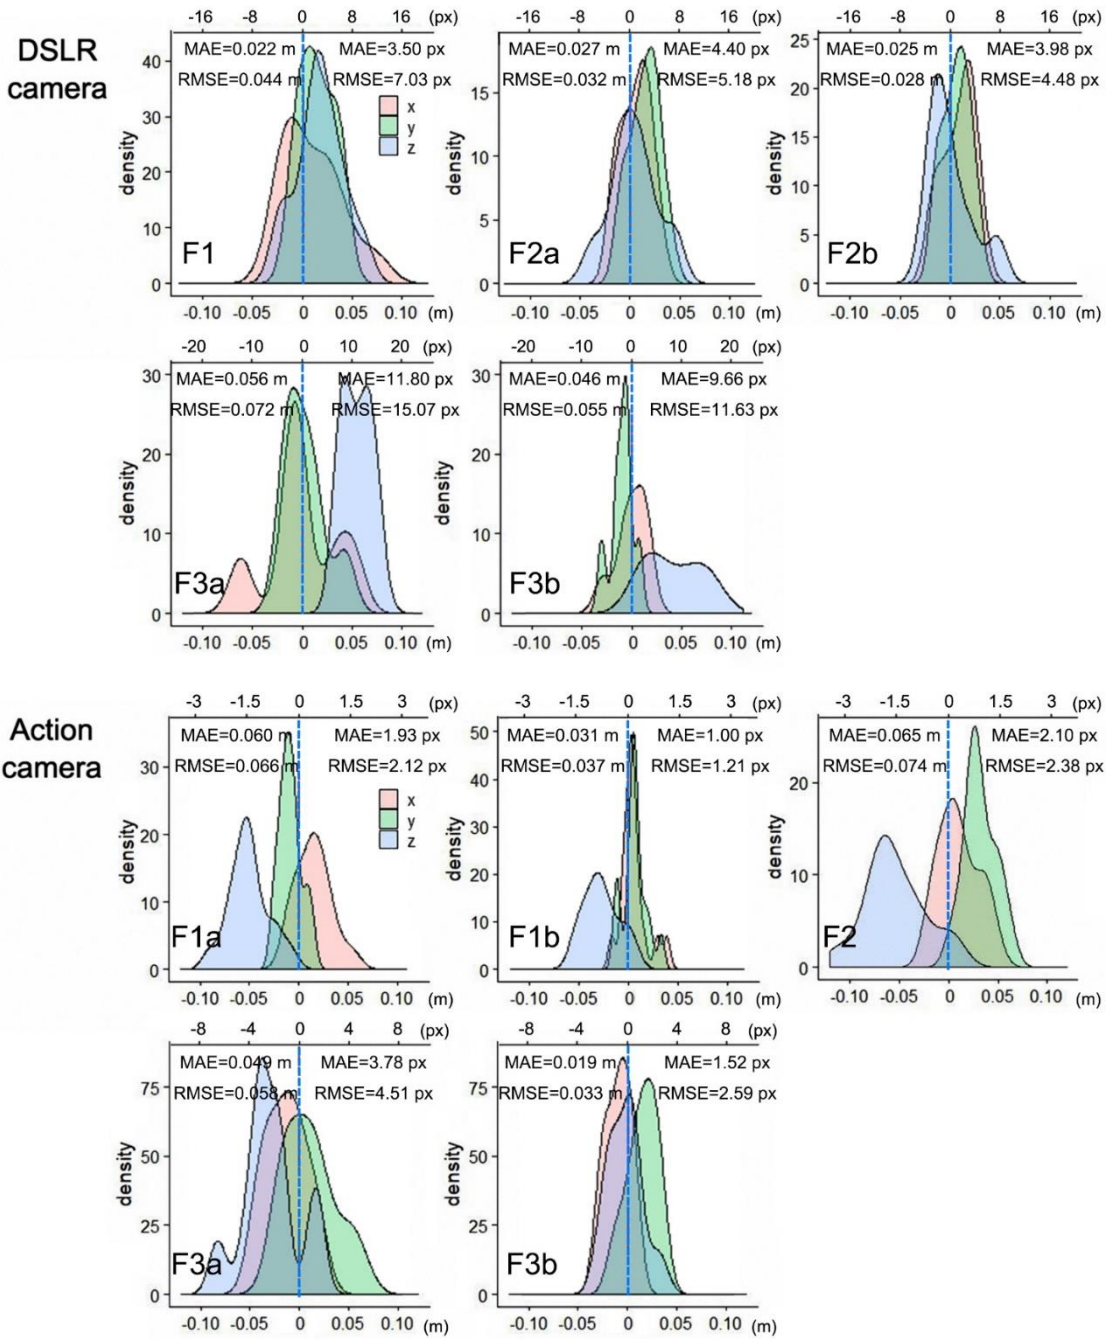 DSLR
camera
-16 -8 0 8 16 (px)
MAE=0.022 m MAE=3.50 px
RMSE=0.044 m RMSE=7.03 px
x
y
z
40
30
20
10
0
density
F1
-0.10 -0.05 0 0.05 0.10 (m)
-16 -8 0 8 16 (px)
MAE=0.027 m MAE=4.40 px
RMSE=0.032 m RMSE=5.18 px
15
10
5
0
density
F2a
-0.10 -0.05 0 0.05 0.10 (m)
-16 -8 0 8 16 (px)
MAE=0.025 m MAE=3.98 px
RMSE=0.028 m RMSE=4.48 px
25
20
15
10
5
0
density
F2b
-0.10 -0.05 0 0.05 0.10 (m)
-20 -10 0 10 20 (px)
MAE=0.056 m MAE=11.80 px
RMSE=0.072 m RMSE=15.07 px
30
20
10
0
density
F3a
-0.10 -0.05 0 0.05 0.10 (m)
-20 -10 0 10 20 (px)
MAE=0.046 m MAE=9.66 px
RMSE=0.055 m RMSE=11.63 px
30
20
10
0
density
F3b
-0.10 -0.05 0 0.05 0.10 (m)
Action
camera
-3 -1.5 0 1.5 3 (px)
MAE=0.060 m MAE=1.93 px
RMSE=0.066 m RMSE=2.12 px
x
y
z
30
20
10
0
density
F1a
-0.10 -0.05 0 0.05 0.10 (m)
-3 -1.5 0 1.5 3 (px)
MAE=0.031 m MAE=1.00 px
RMSE=0.037 m RMSE=1.21 px
50
40
30
20
10
0
density
F1b
-0.10 -0.05 0 0.05 0.10 (m)
-3 -1.5 0 1.5 3 (px)
MAE=0.065 m MAE=2.10 px
RMSE=0.074 m RMSE=2.38 px
20
10
0
density
F2
-0.10 -0.05 0 0.05 0.10 (m)
-8 -4 0 4 8 (px)
MAE=0.049 m MAE=3.78 px
RMSE=0.058 m RMSE=4.51 px
75
50
25
0
density
F3a
-0.10 -0.05 0 0.05 0.10 (m)
-8 -4 0 4 8 (px)
MAE=0.019 m MAE=1.52 px
RMSE=0.033 m RMSE=2.59 px
75
50
25
0
density
F3b
-0.10 -0.05 0 0.05 0.10 (m)